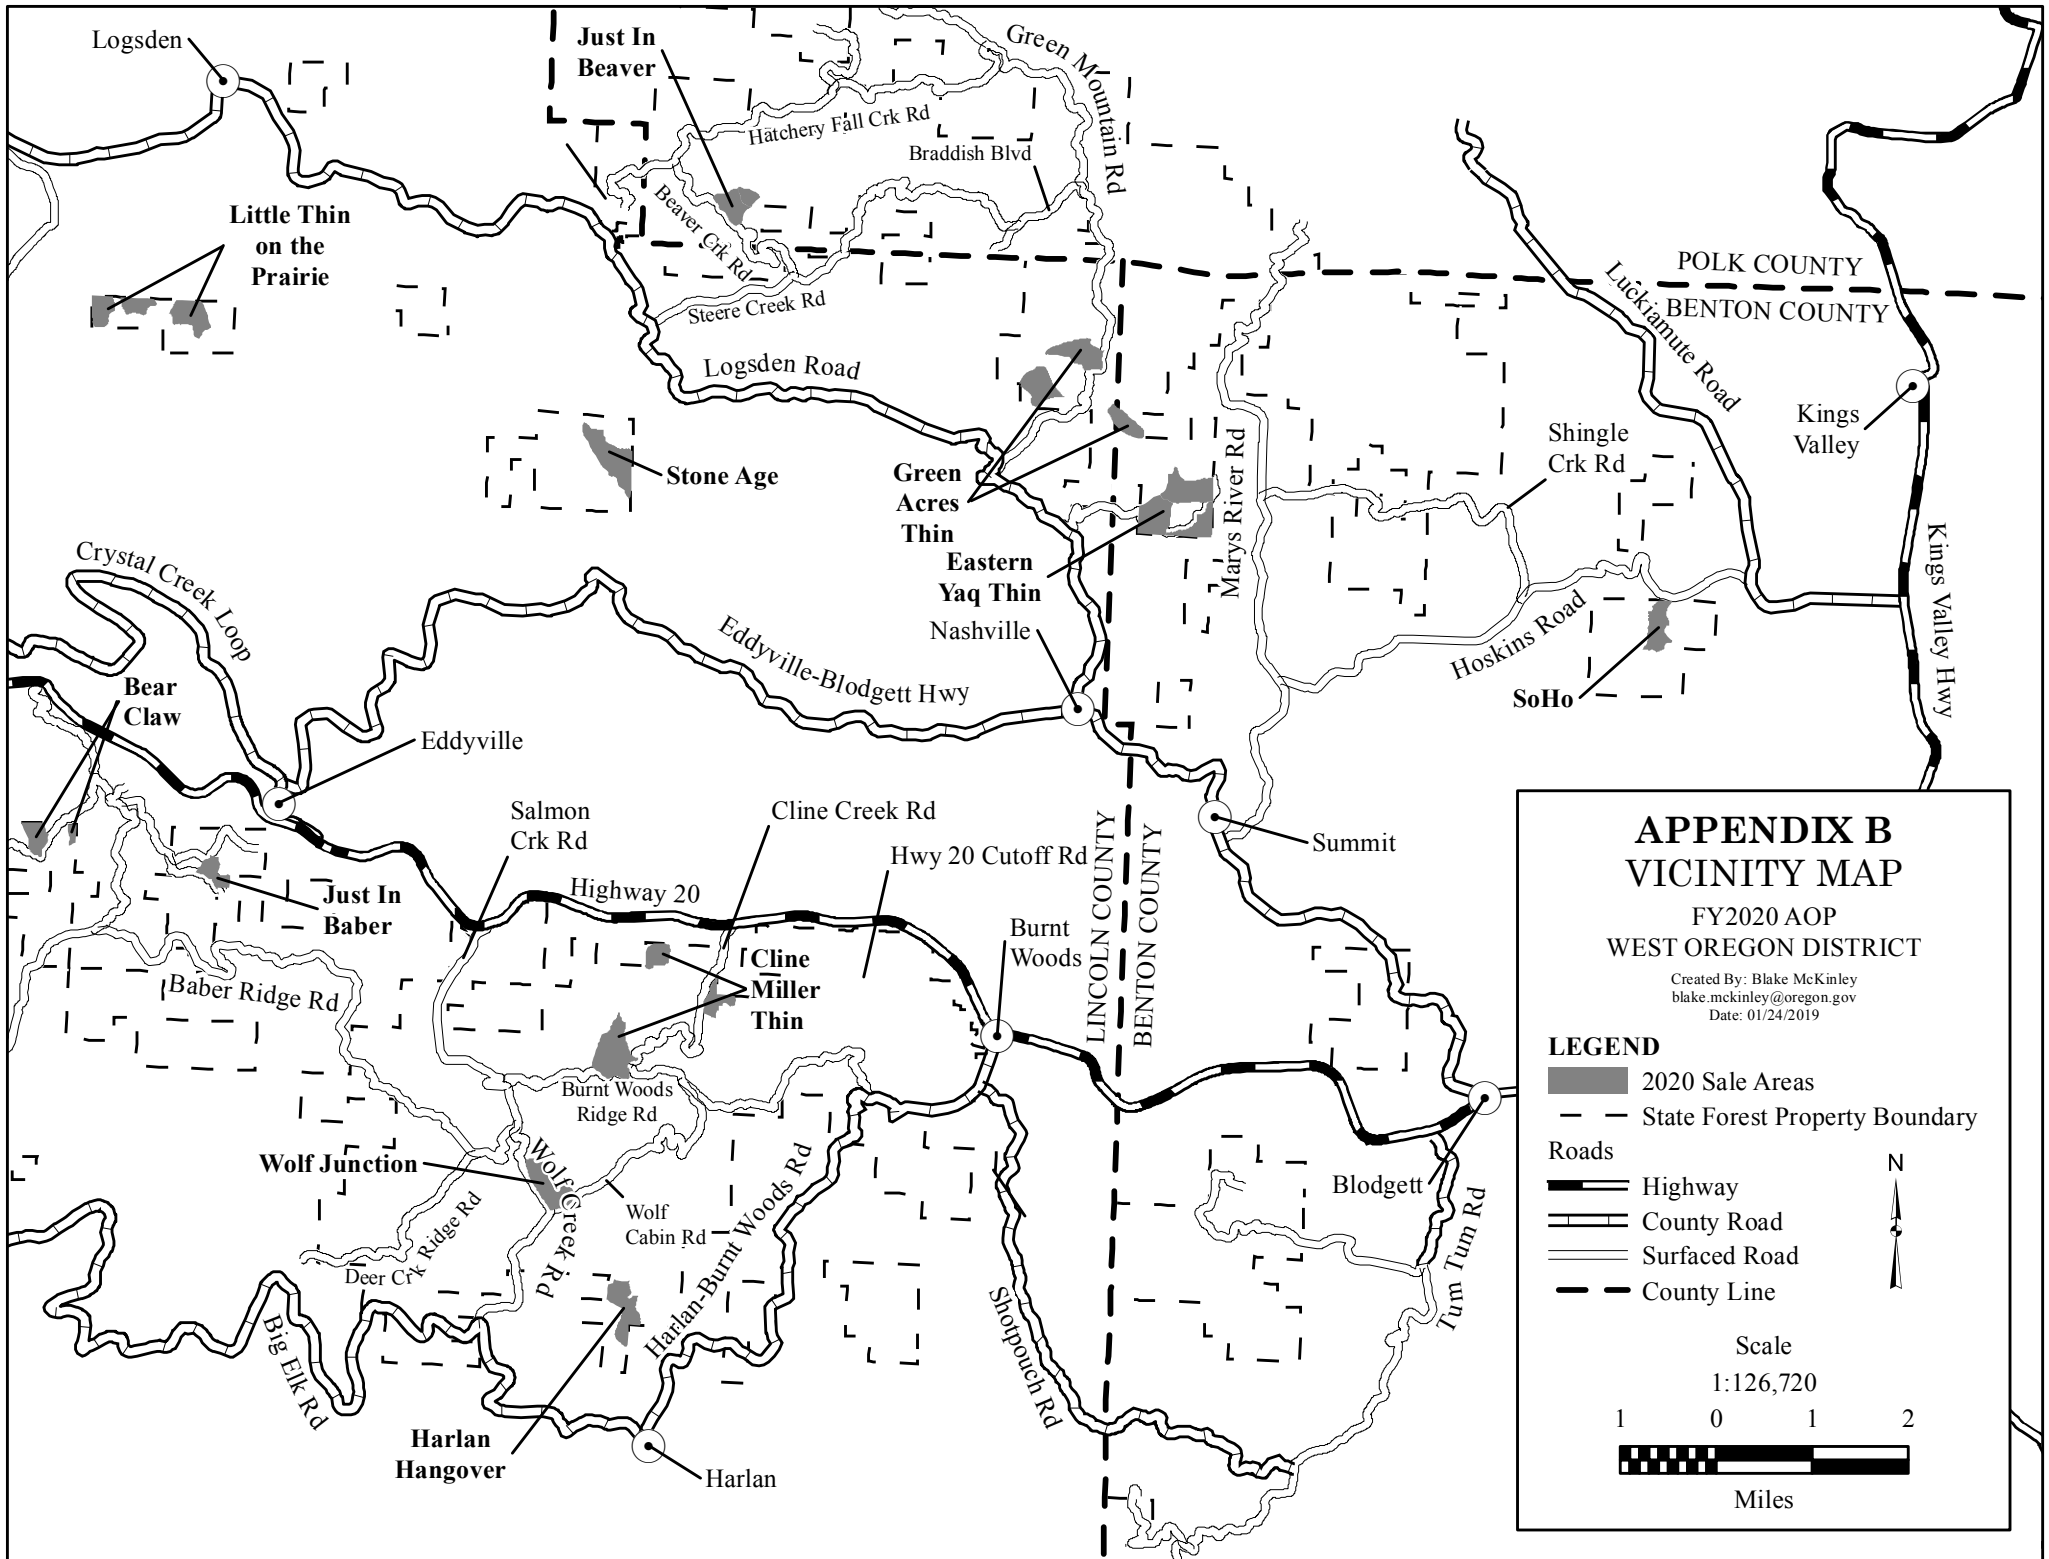 Logsden
Just In
Beaver
Green Mountain Rd
Hatchery Fall Crk Rd
Braddish Blvd
Beaver Crk Rd
Little Thin
on the
Prairie
Steere Creek Rd
Logsden Road
POLK COUNTY
BENTON COUNTY
Luckiamute Road
Kings
Valley
Shingle
Crk Rd
Marys River Rd
Stone Age
Green
Acres
Thin
Eastern
Yaq Thin
Nashville
Crystal Creek Loop
Eddyville-Blodgett Hwy
Hoskins Road
SoHo
Kings Valley Hwy
Bear
Claw
Eddyville
Salmon
Crk Rd
Cline Creek Rd
Hwy 20 Cutoff Rd
Highway 20
Summit
LINCOLN COUNTY
BENTON COUNTY
Just In
Baber
Burnt
Woods
Cline
Miller
Thin
Baber Ridge Rd
Burnt Woods
Ridge Rd
Wolf Junction
Wolf Creek Rd
Wolf
Cabin Rd
Deer Crk Ridge Rd
Harlan-Burnt Woods Rd
Blodgett
Tum Tum Rd
Shotpouch Rd
Big Elk Rd
Harlan
Hangover
Harlan
APPENDIX B
VICINITY MAP
FY2020 AOP
WEST OREGON DISTRICT
Created By: Blake McKinley
blake.mckinley@oregon.gov
Date: 01/24/2019
LEGEND
2020 Sale Areas
State Forest Property Boundary
Roads
Highway
County Road
Surfaced Road
County Line
N
Scale
1:126,720
1 0 1 2
Miles